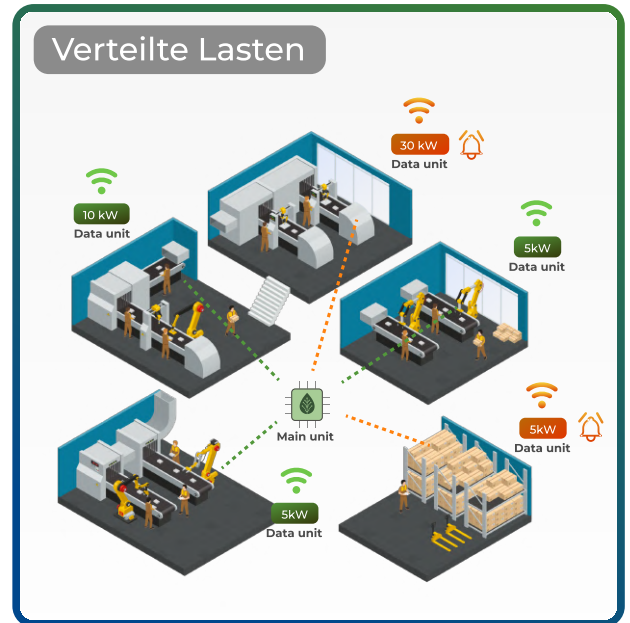 Verteilte Lasten
30 kW
Data unit
10 kW
Data unit
5kW
Data unit
Main unit
5kW
Data unit
5kW
Data unit